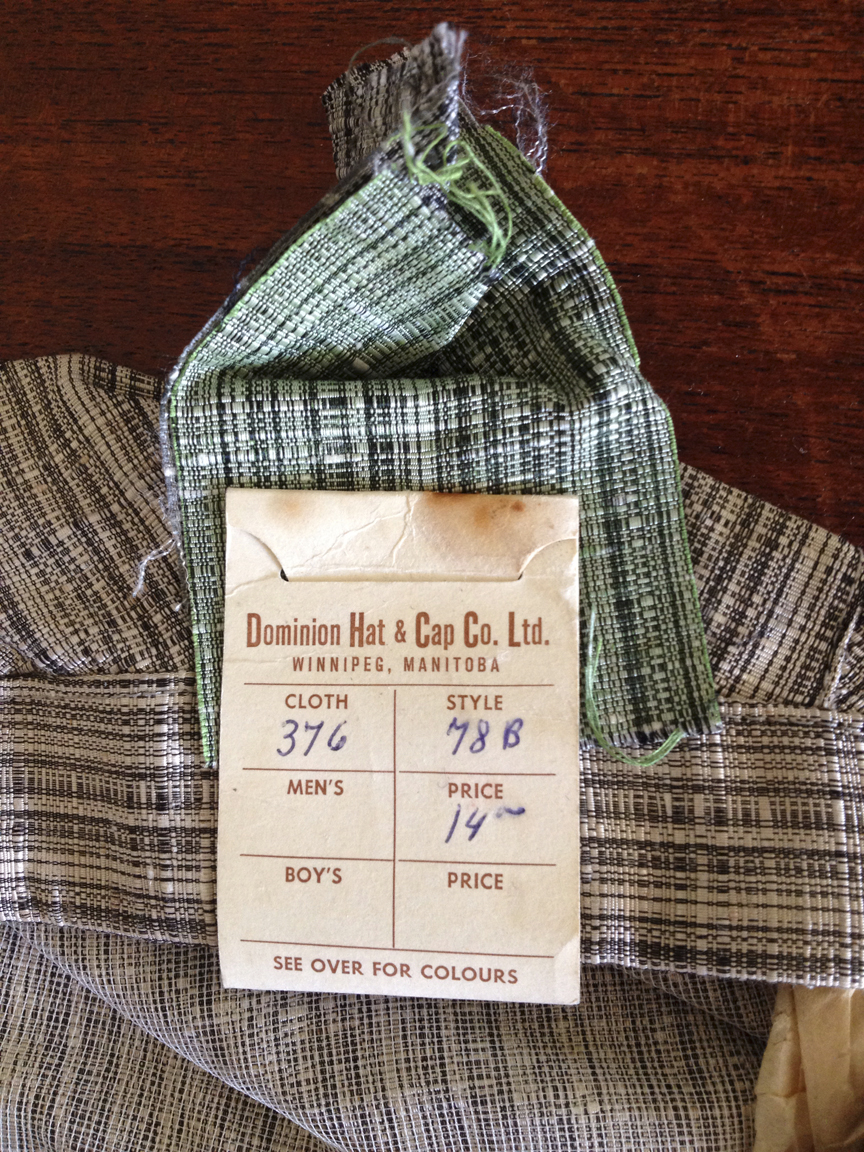 Dominion Hat & Cap Co. Ltd.
WINNIPEG, MANITOBA
CLOTH STYLE
376 78B
MEN'S PRICE
14~
BOY'S PRICE
SEE OVER FOR COLOURS